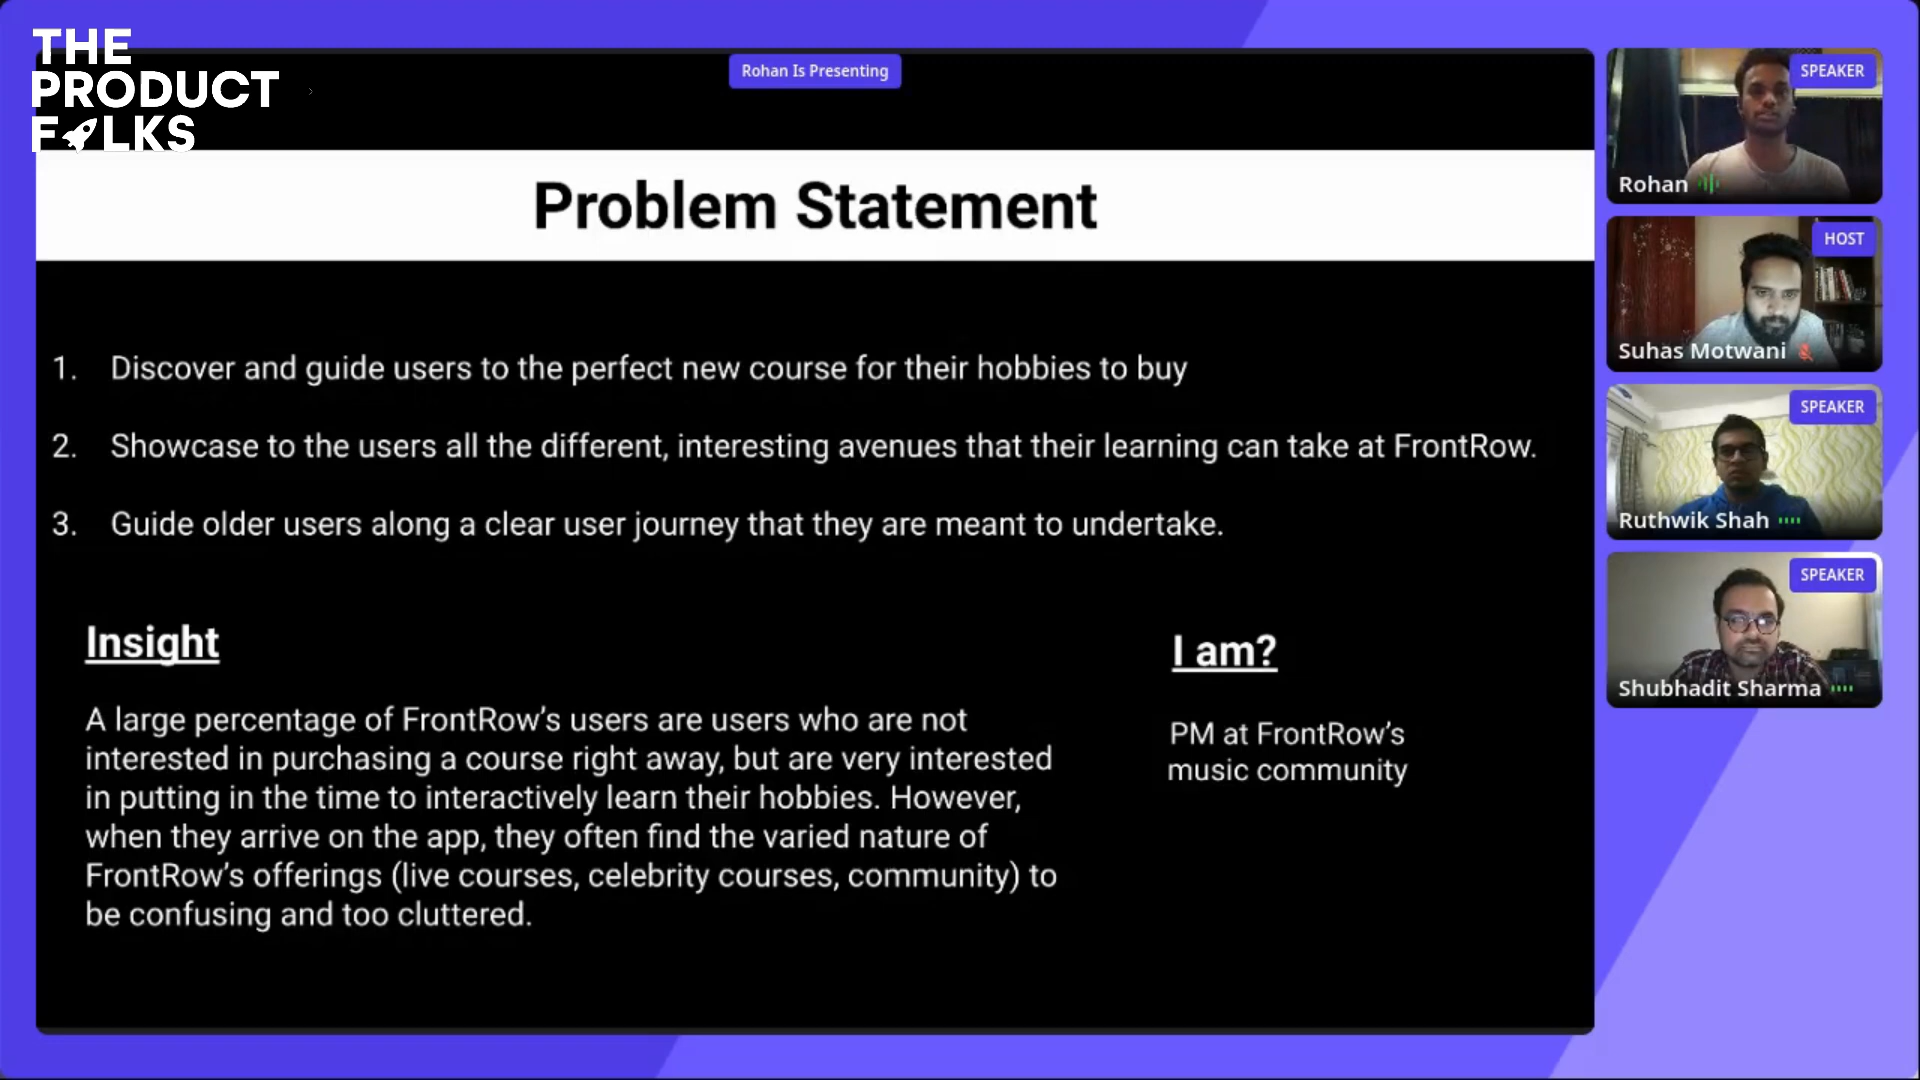 THE
PRODUCT
FOLKS
Rohan Is Presenting
Problem Statement
1. Discover and guide users to the perfect new course for their hobbies to buy
2. Showcase to the users all the different, interesting avenues that their learning can take at FrontRow.
3. Guide older users along a clear user journey that they are meant to undertake.
Insight
A large percentage of FrontRow’s users are users who are not
interested in purchasing a course right away, but are very interested
in putting in the time to interactively learn their hobbies. However,
when they arrive on the app, they often find the varied nature of
FrontRow’s offerings (live courses, celebrity courses, community) to
be confusing and too cluttered.
I am?
PM at FrontRow’s
music community
SPEAKER
Rohan
HOST
Suhas Motwani
SPEAKER
Ruthwik Shah
SPEAKER
Shubhadit Sharma